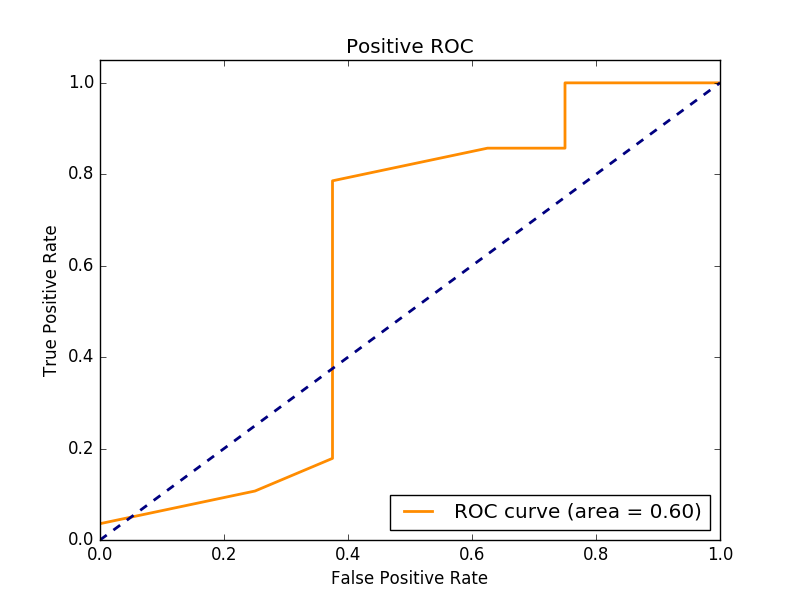 Positive ROC
True Positive Rate
1.0
0.8
0.6
0.4
0.2
0.0
ROC curve (area = 0.60)
0.0 0.2 0.4 0.6 0.8 1.0
False Positive Rate